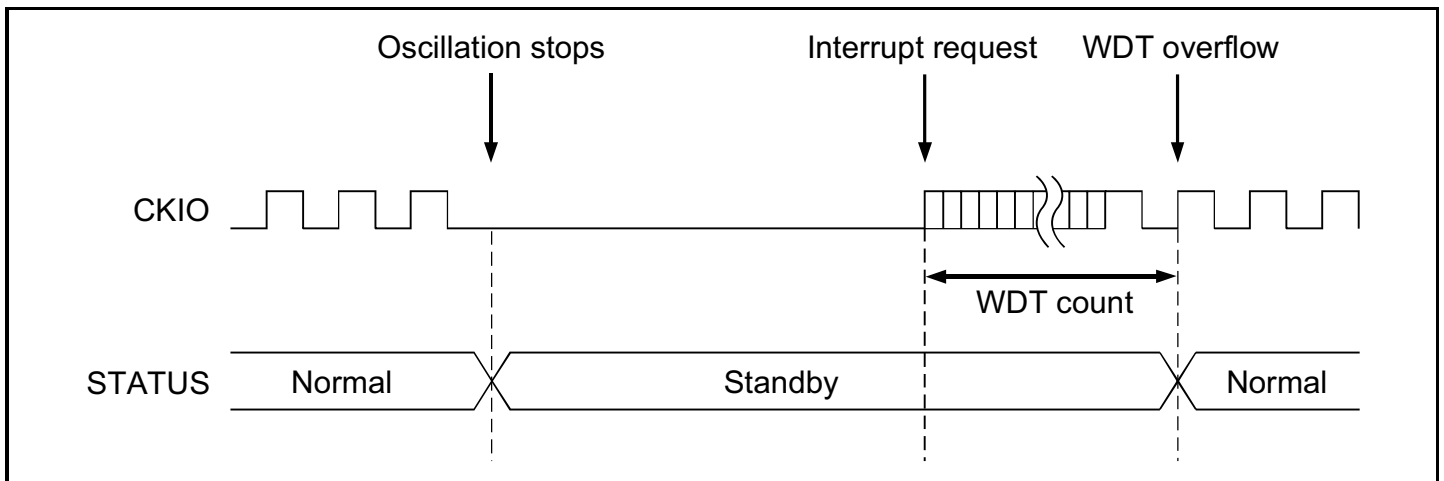 Oscillation stops
Interrupt request
WDT overflow
CKIO
WDT count
STATUS
Normal
Standby
Normal